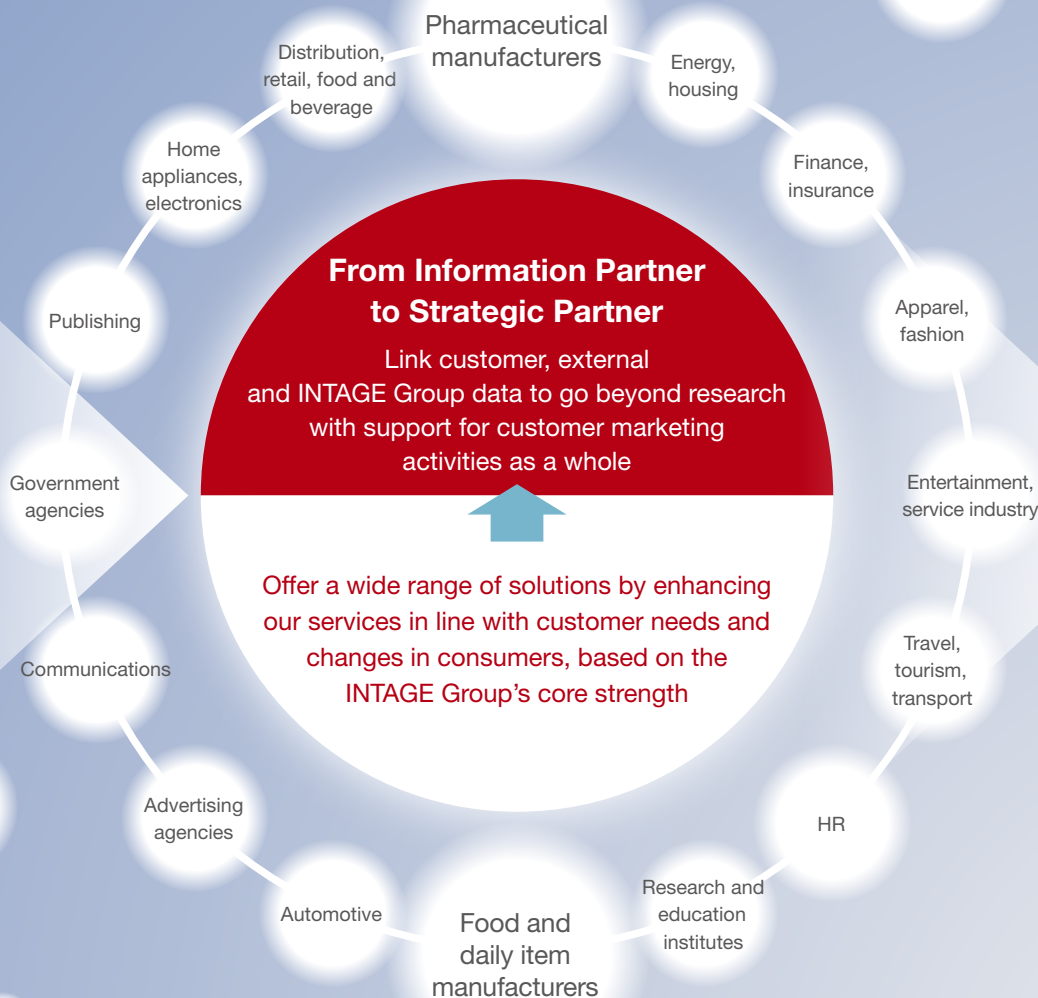 Pharmaceutical
manufacturers
Energy,
housing
Finance,
insurance
Apparel,
fashion
Entertainment,
service industry
Travel,
tourism,
transport
HR
Research and
education
institutes
Food and
daily item
manufacturers
Automotive
Advertising
agencies
Communications
Government
agencies
Publishing
Home
appliances,
electronics
Distribution,
retail, food and
beverage
From Information Partner
to Strategic Partner
Link customer, external
and INTAGE Group data to go beyond research
with support for customer marketing
activities as a whole
Offer a wide range of solutions by enhancing
our services in line with customer needs and
changes in consumers, based on the
INTAGE Group’s core strength